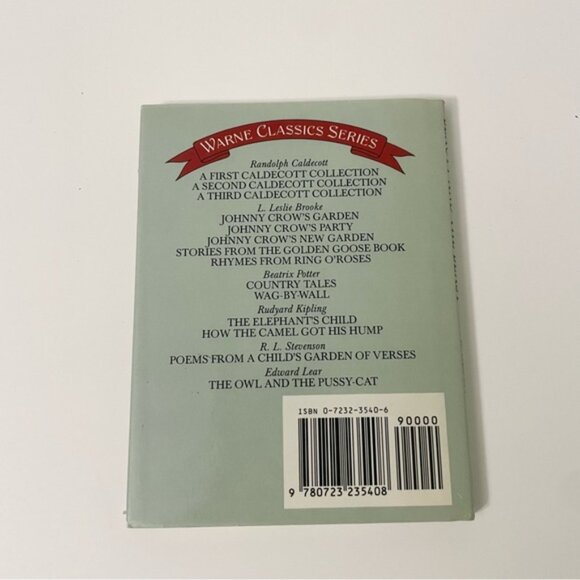 WARNE CLASSICS SERIES
Randolph Caldecott
A FIRST CALDECOTT COLLECTION
A SECOND CALDECOTT COLLECTION
A THIRD CALDECOTT COLLECTION
L. Leslie Brooke
JOHNNY CROW'S GARDEN
JOHNNY CROW'S PARTY
JOHNNY CROW'S NEW GARDEN
STORIES FROM THE GOLDEN GOOSE BOOK
RHYMES FROM RING O'ROSES
Beatrix Potter
COUNTRY TALES
WAG-BY-WALL
Rudyard Kipling
THE ELEPHANT'S CHILD
HOW THE CAMEL GOT HIS HUMP
R. L. Stevenson
POEMS FROM A CHILD'S GARDEN OF VERSES
Edward Lear
THE OWL AND THE PUSSY-CAT
ISBN 0-7232-3540-6
90000
9 780723 235408